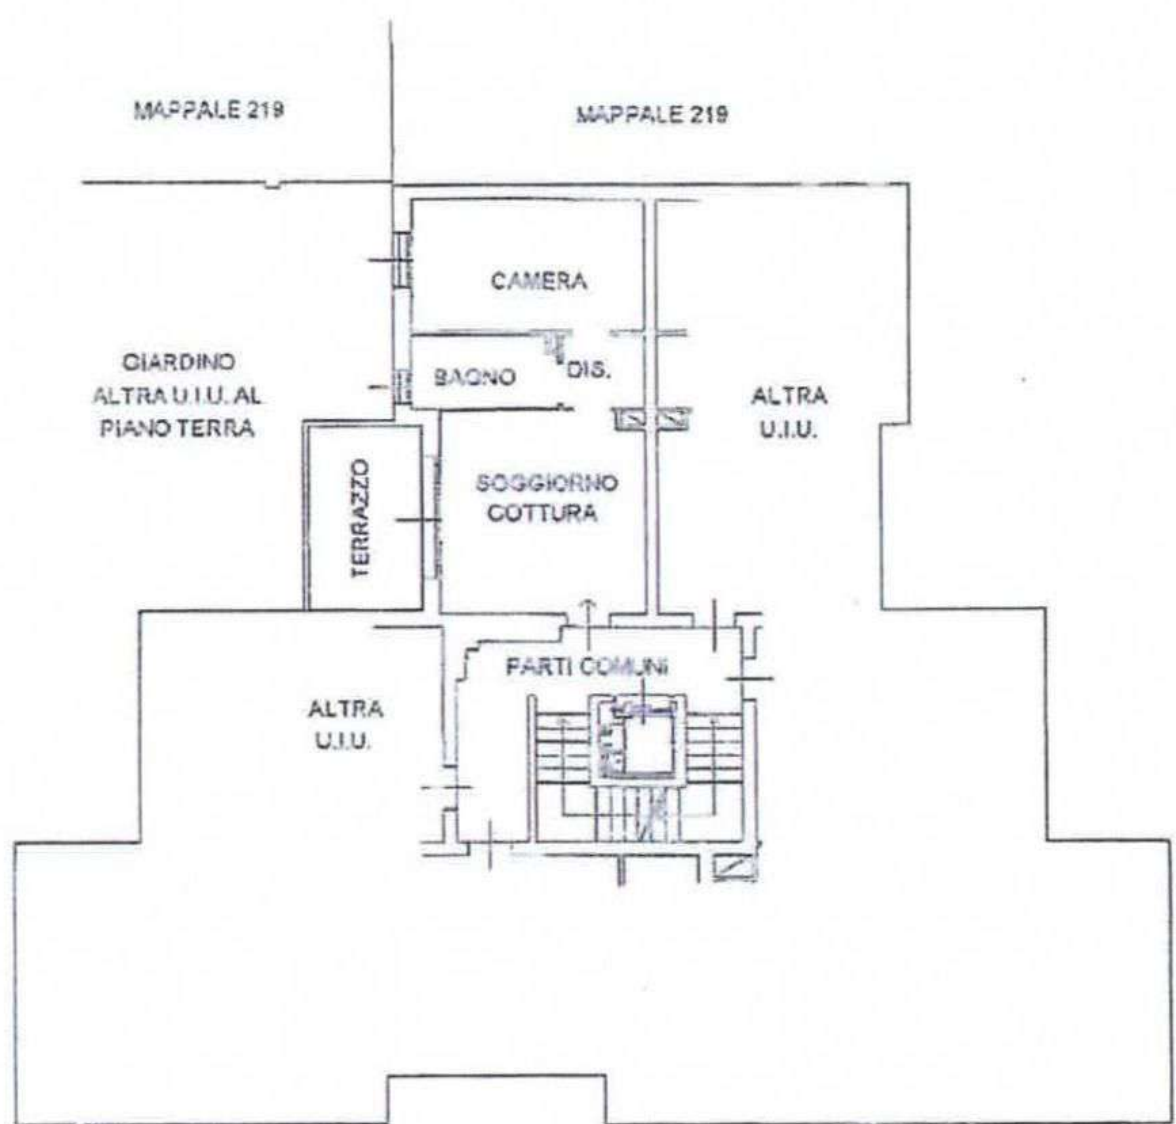 MAPPALE 219
MAPPALE 219
CAMERA
GIARDINO
ALTRA U.I.U. AL
PIANO TERRA
BAGNO
DIS.
ALTRA
U.I.U.
TERRAZZO
SOGGIORNO
COTTURA
PARTI COMUNI
ALTRA
U.I.U.